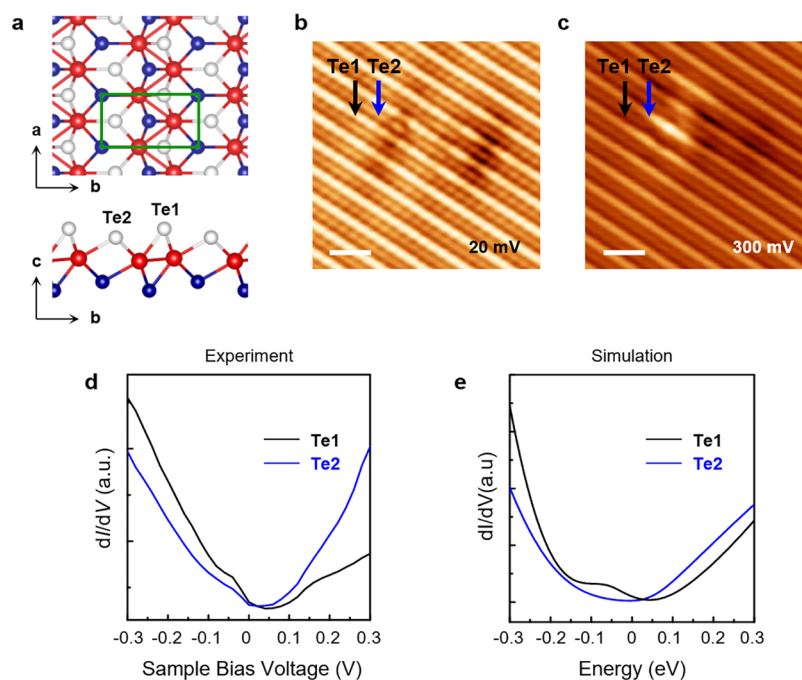 a
a
b
Te2 Te1
c
b
b
Te1 Te2
20 mV
c
Te1 Te2
300 mV
Experiment
d
Te1
Te2
dI/dV (a.u.)
-0.3 -0.2 -0.1 0 0.1 0.2 0.3
Sample Bias Voltage (V)
Simulation
e
Te1
Te2
dI/dV(a.u)
-0.3 -0.2 -0.1 0 0.1 0.2 0.3
Energy (eV)